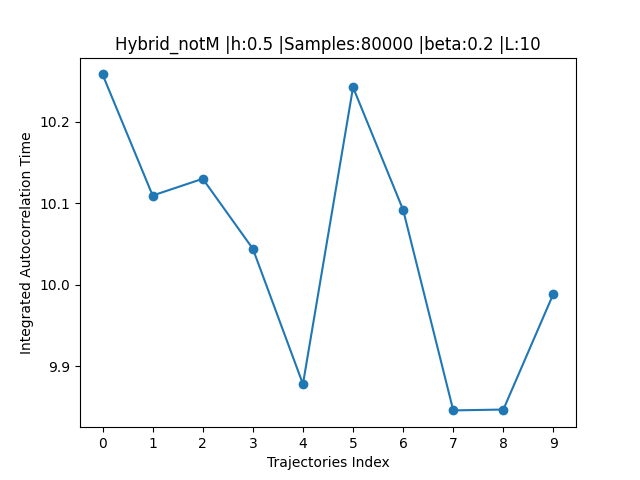 Hybrid_notM |h:0.5 |Samples:80000 |beta:0.2 |L:10
Integrated Autocorrelation Time
10.2
10.1
10.0
9.9
0 1 2 3 4 5 6 7 8 9
Trajectories Index